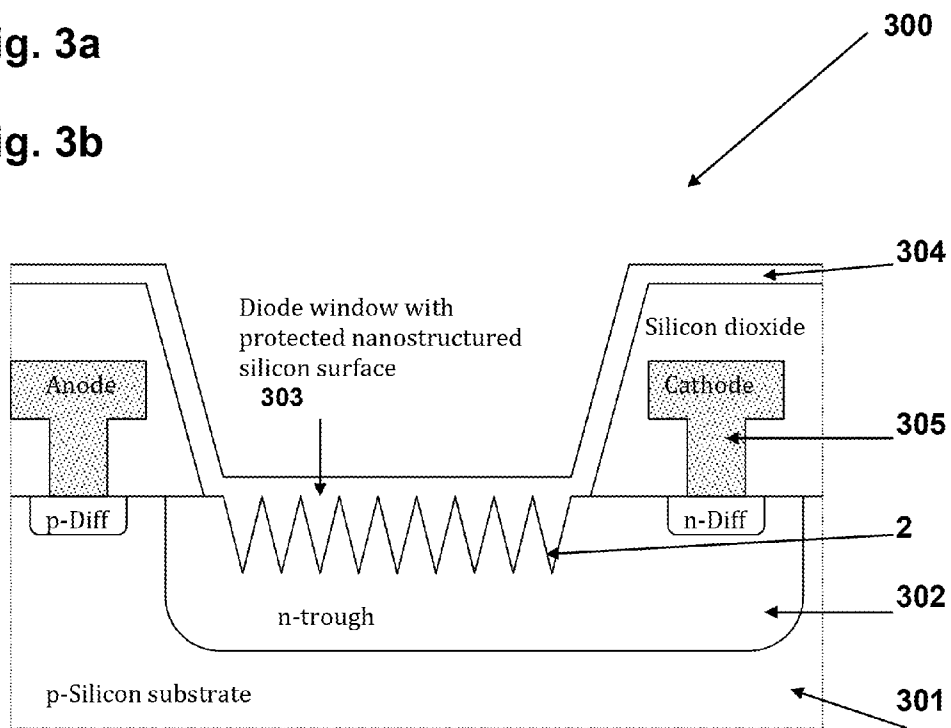 ig. 3a
300
ig. 3b
304
Diode window with
protected nanostructured
silicon surface
303
Silicon dioxide
Anode
Cathode
305
p-Diff
n-Diff
2
302
n-trough
p-Silicon substrate
301